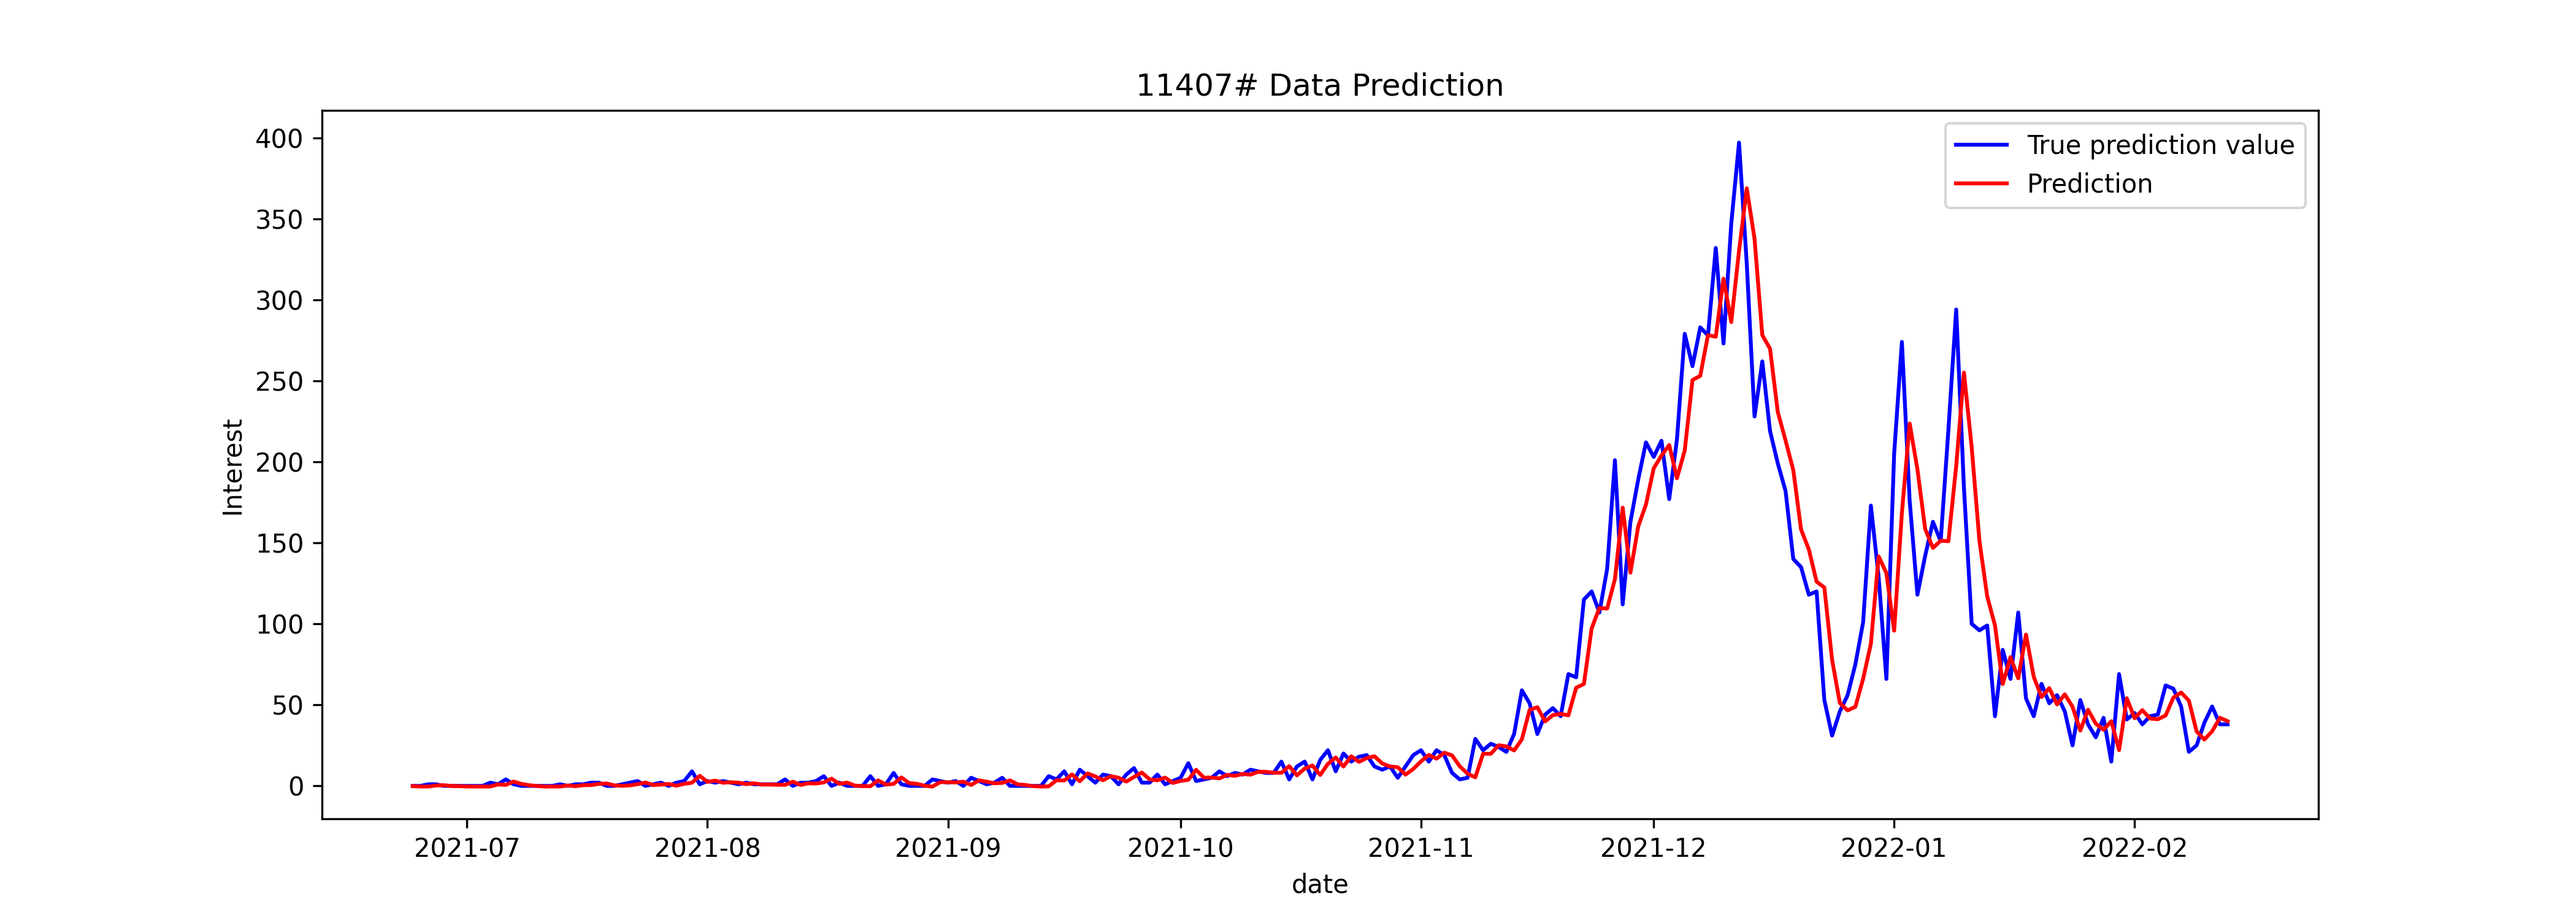 11407# Data Prediction
True prediction value
Prediction
400
350
300
250
200
150
100
50
0
Interest
2021-07 2021-08 2021-09 2021-10 2021-11 2021-12 2022-01 2022-02
date